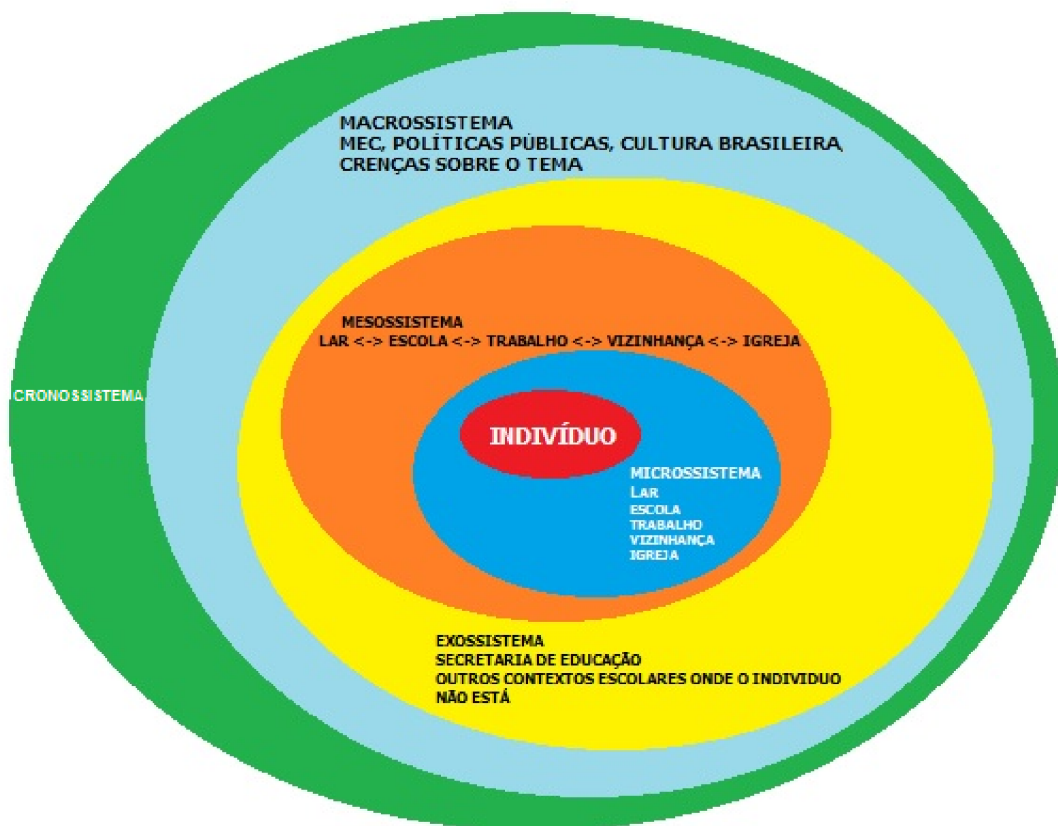 MACROSSISTEMA
MEC, POLÍTICAS PÚBLICAS, CULTURA BRASILEIRA,
CRENÇAS SOBRE O TEMA
MESOSSISTEMA
LAR <-> ESCOLA <-> TRABALHO <-> VIZINHANÇA <-> IGREJA
CRONOSSISTEMA
INDIVÍDUO
MICROSSISTEMA
LAR
ESCOLA
TRABALHO
VIZINHANÇA
IGREJA
EXOSSISTEMA
SECRETARIA DE EDUCAÇÃO
OUTROS CONTEXTOS ESCOLARES ONDE O INDIVIDUO
NÃO ESTÁ